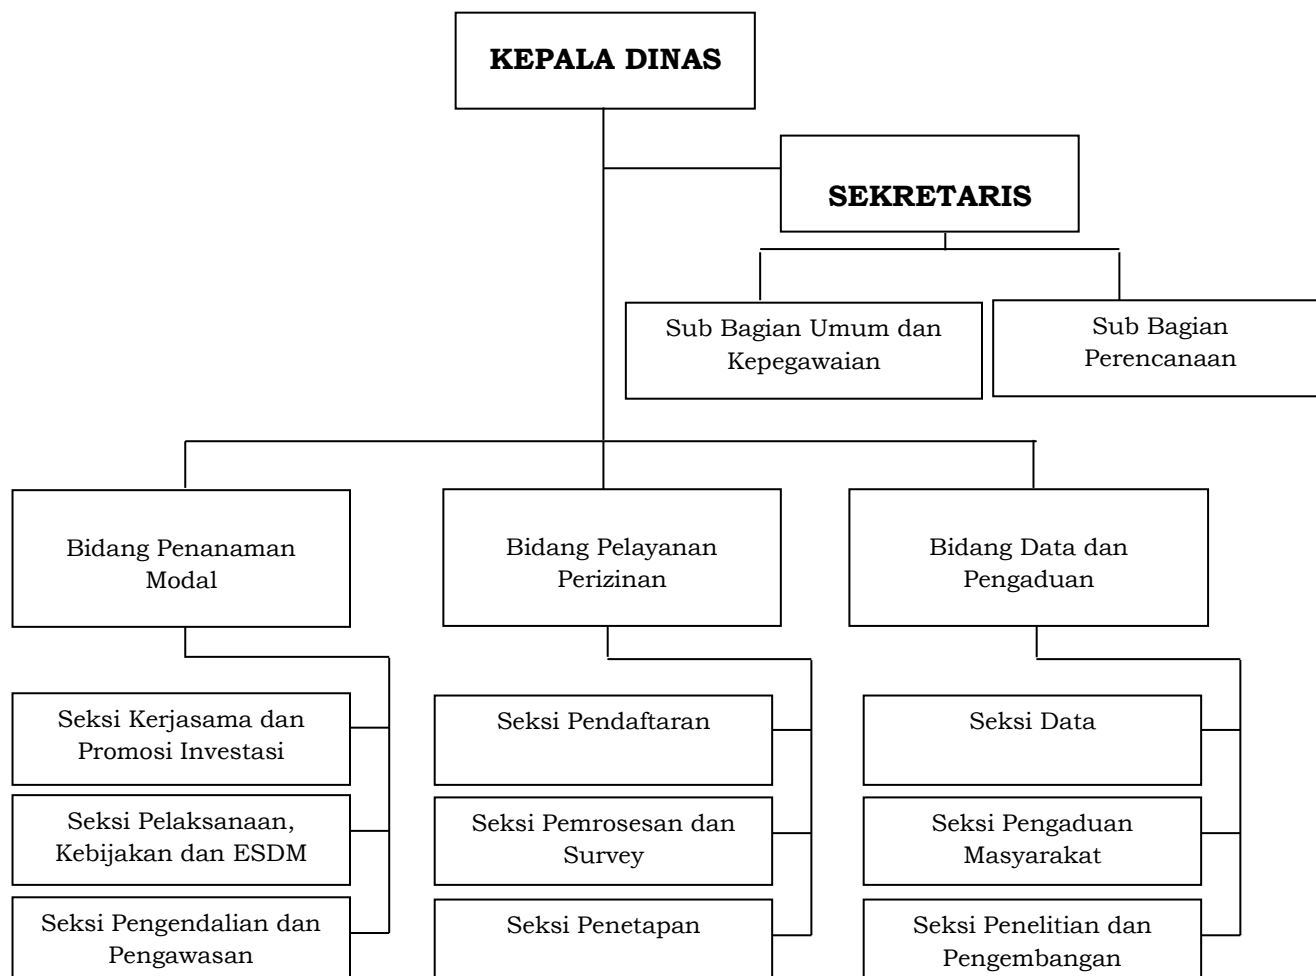 KEPALA DINAS
SEKRETARIS
Sub Bagian Umum dan
Kepegawaian
Sub Bagian
Perencanaan
Bidang Penanaman
Modal
Bidang Pelayanan
Perizinan
Bidang Data dan
Pengaduan
Seksi Kerjasama dan
Promosi Investasi
Seksi Pendaftaran
Seksi Data
Seksi Pelaksanaan,
Kebijakan dan ESDM
Seksi Pemrosesan dan
Survey
Seksi Pengaduan
Masyarakat
Seksi Pengendalian dan
Pengawasan
Seksi Penetapan
Seksi Penelitian dan
Pengembangan